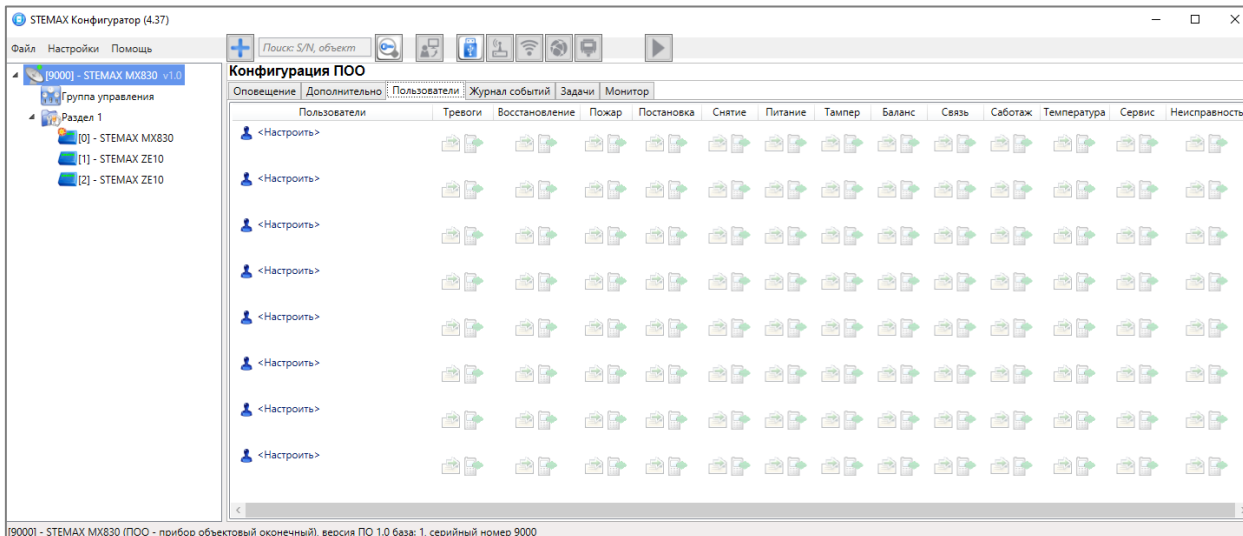 STEMAX Конфигуратор (4.37)
Файл Настройки Помощь
Поиск: S/N, объект
[9000] - STEMAX MX830 v1.0
Группа управления
Раздел 1
[0] - STEMAX MX830
[1] - STEMAX ZE10
[2] - STEMAX ZE10
Конфигурация ПОО
Оповещение Дополнительно Пользователи Журнал событий Задачи Монитор
Пользователи Тревоги Восстановление Пожар Постановка Снятие Питание Тампер Баланс Связь Саботаж Температура Сервис Неисправность
<Настроить>
<Настроить>
<Настроить>
<Настроить>
<Настроить>
<Настроить>
<Настроить>
<Настроить>
[9000] - STEMAX MX830 (ПОО - прибор объектовый оконечный), версия ПО 1.0 база: 1, серийный номер 9000